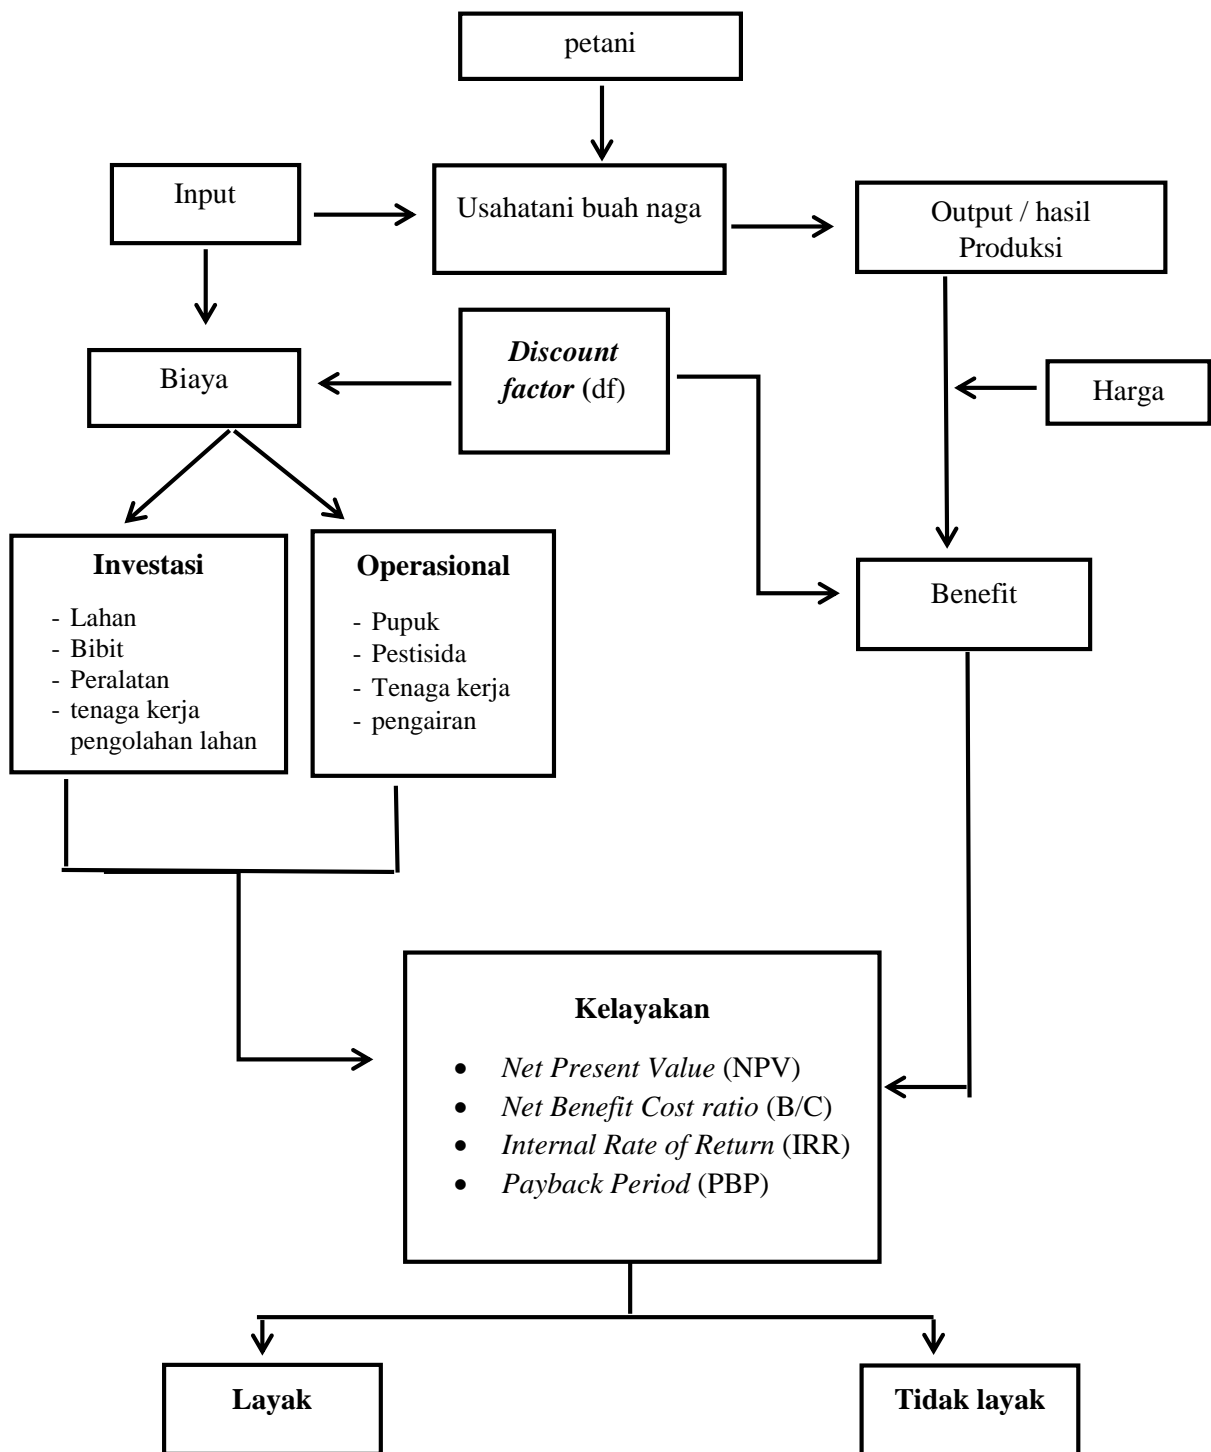 petani
Input
Usahatani buah naga
Output / hasil
Produksi
Discount
factor (df)
Biaya
Harga
Investasi
- Lahan
- Bibit
- Peralatan
- tenaga kerja
pengolahan lahan
Operasional
- Pupuk
- Pestisida
- Tenaga kerja
- pengairan
Benefit
Kelayakan
• Net Present Value (NPV)
• Net Benefit Cost ratio (B/C)
• Internal Rate of Return (IRR)
• Payback Period (PBP)
Layak
Tidak layak